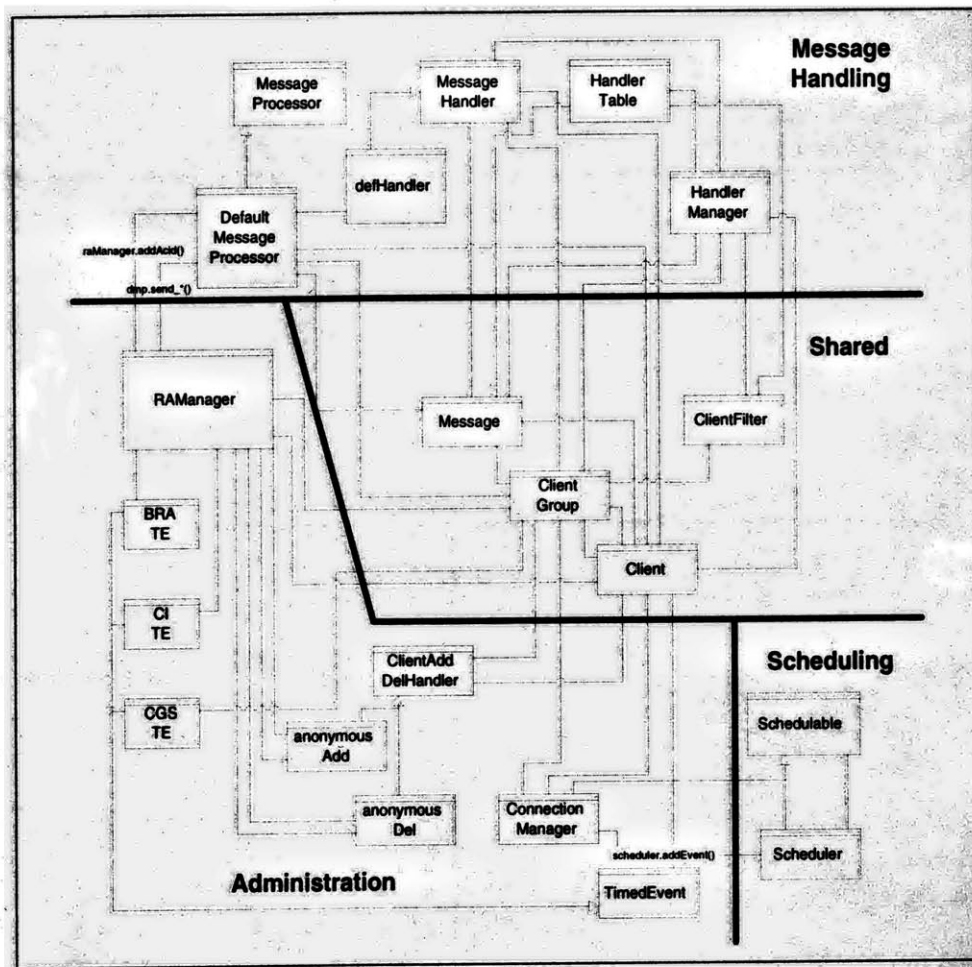 Message
Handling
Message
Processor
Message
Handler
Handler
Table
defHandler
Handler
Manager
Default
Message
Processor
raManager.addAcid()
dmp.send_*()
Shared
RAManager
Message
ClientFilter
Client
Group
BRA
TE
Client
CI
TE
ClientAdd
DelHandler
Scheduling
CGS
TE
Schedulable
anonymous
Add
anonymous
Del
Connection
Manager
scheduler.addEvent()
Scheduler
Administration
TimedEvent